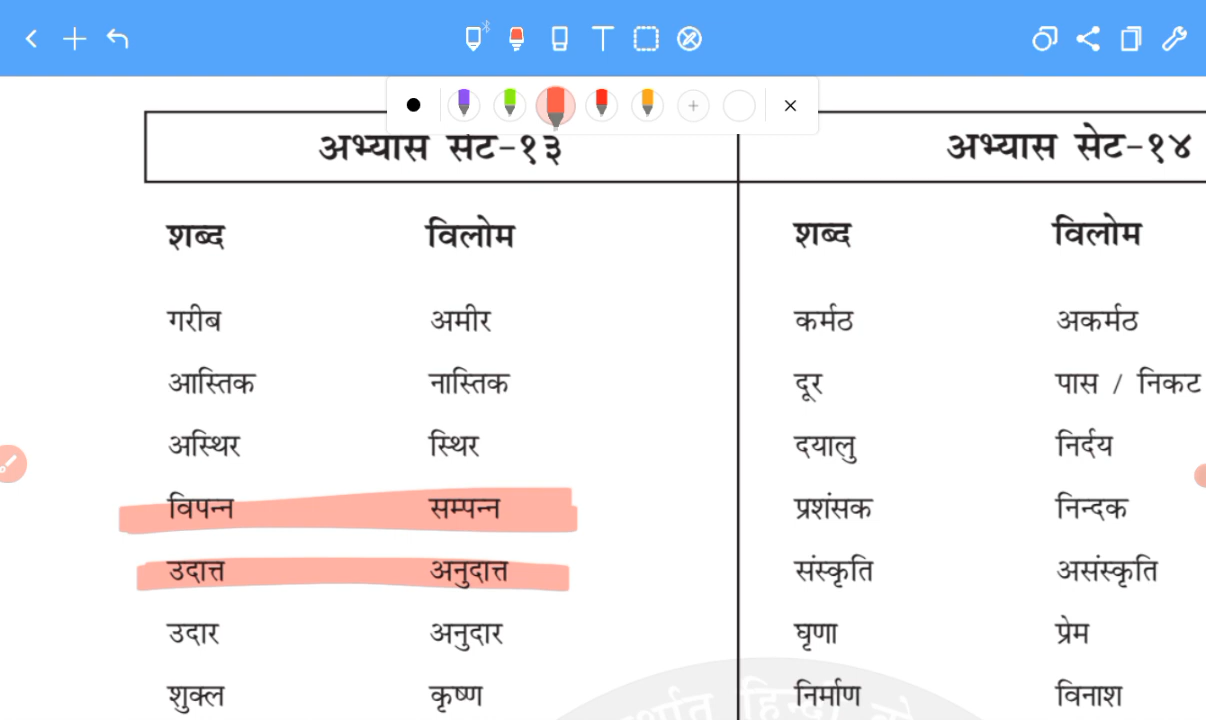 अभ्यास सेट-१३
शब्द विलोम
गरीब अमीर
आस्तिक नास्तिक
अस्थिर स्थिर
विपन्न सम्पन्न
उदात्त अनुदात्त
उदार अनुदार
शुक्ल कृष्ण
अभ्यास सेट-१४
शब्द विलोम
कर्मठ अकर्मठ
दूर पास / निकट
दयालु निर्दय
प्रशंसक निन्दक
संस्कृति असंस्कृति
घृणा प्रेम
निर्माण विनाश
हिन्दी